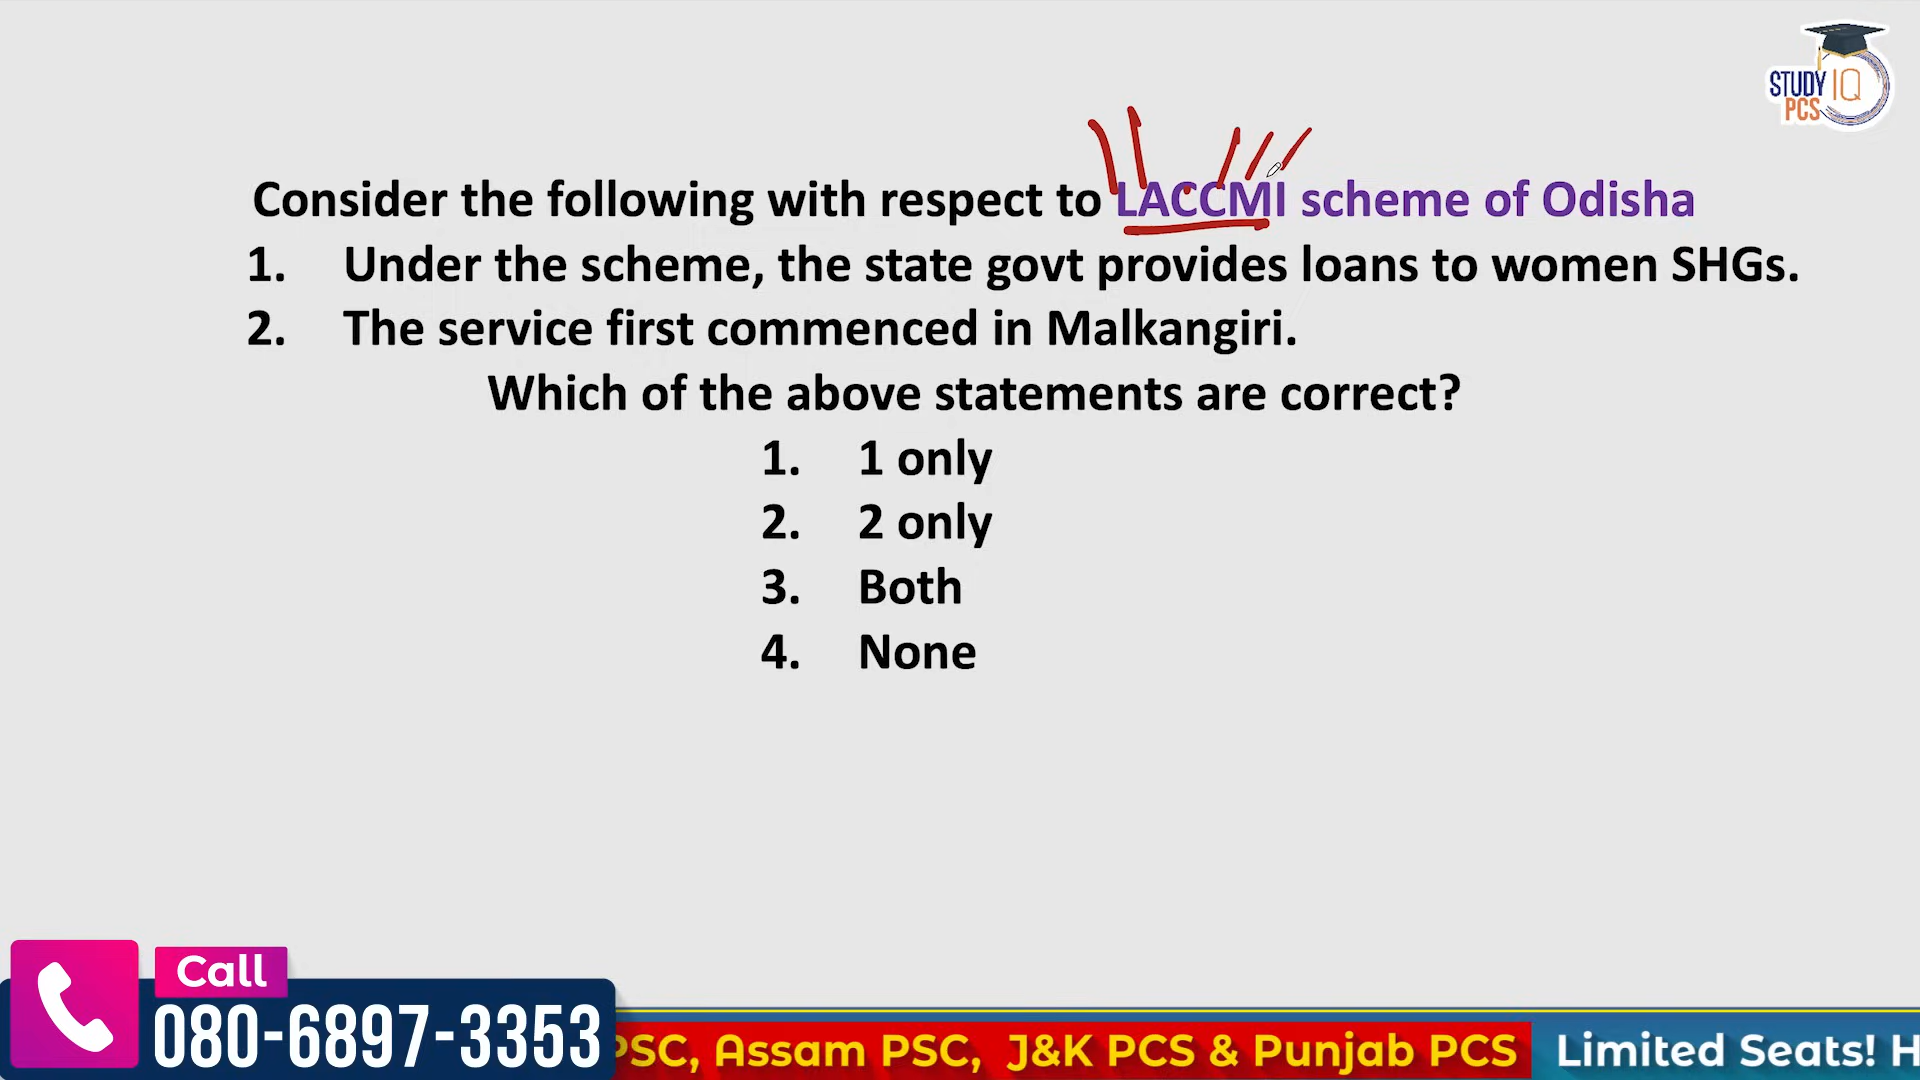 STUDY IQ
PCS
Consider the following with respect to LACCMI scheme of Odisha
1. Under the scheme, the state govt provides loans to women SHGs.
2. The service first commenced in Malkangiri.
Which of the above statements are correct?
1. 1 only
2. 2 only
3. Both
4. None
Call
080-6897-3353
PSC, Assam PSC, J&K PCS & Punjab PCS
Limited Seats! H